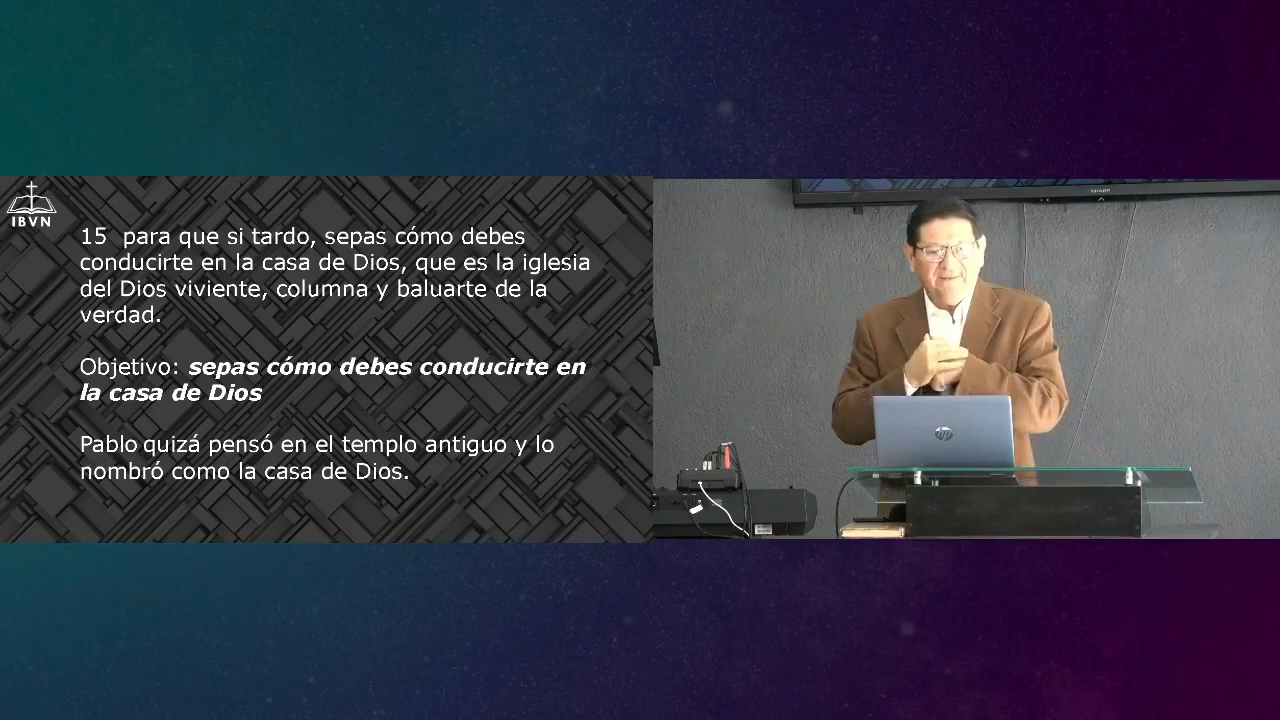 IBVN
15 para que si tardo, sepas cómo debes
conducirte en la casa de Dios, que es la iglesia
del Dios viviente, columna y baluarte de la
verdad.
Objetivo: sepas cómo debes conducirte en
la casa de Dios
Pablo quizá pensó en el templo antiguo y lo
nombró como la casa de Dios.
SHARP
hp